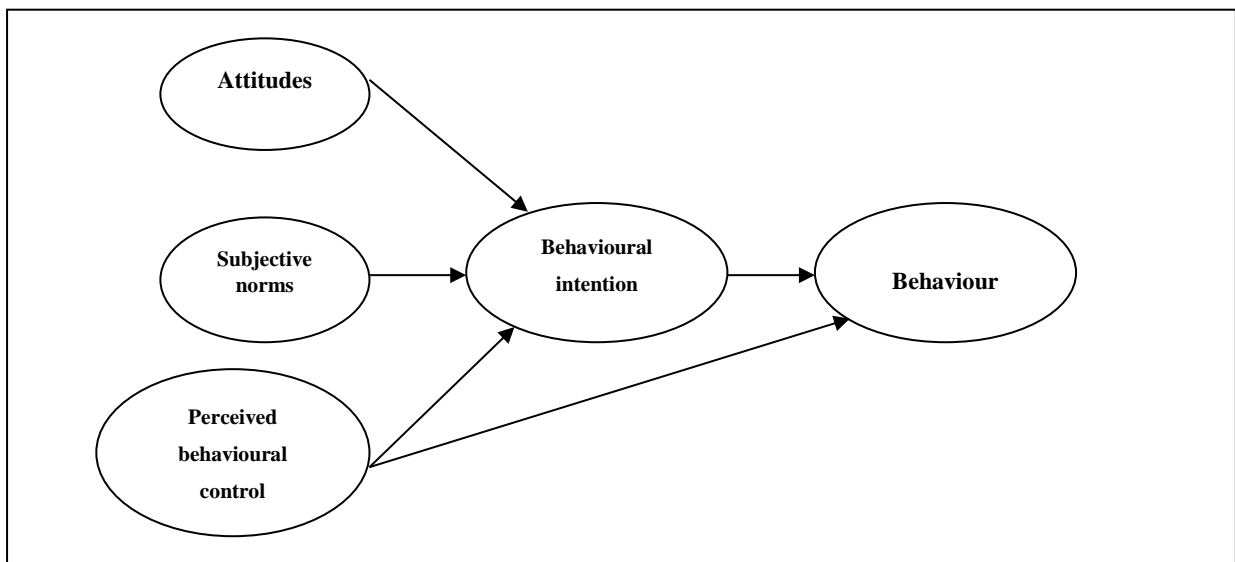 Attitudes
Subjective
norms
Perceived
behavioural
control
Behavioural
intention
Behaviour